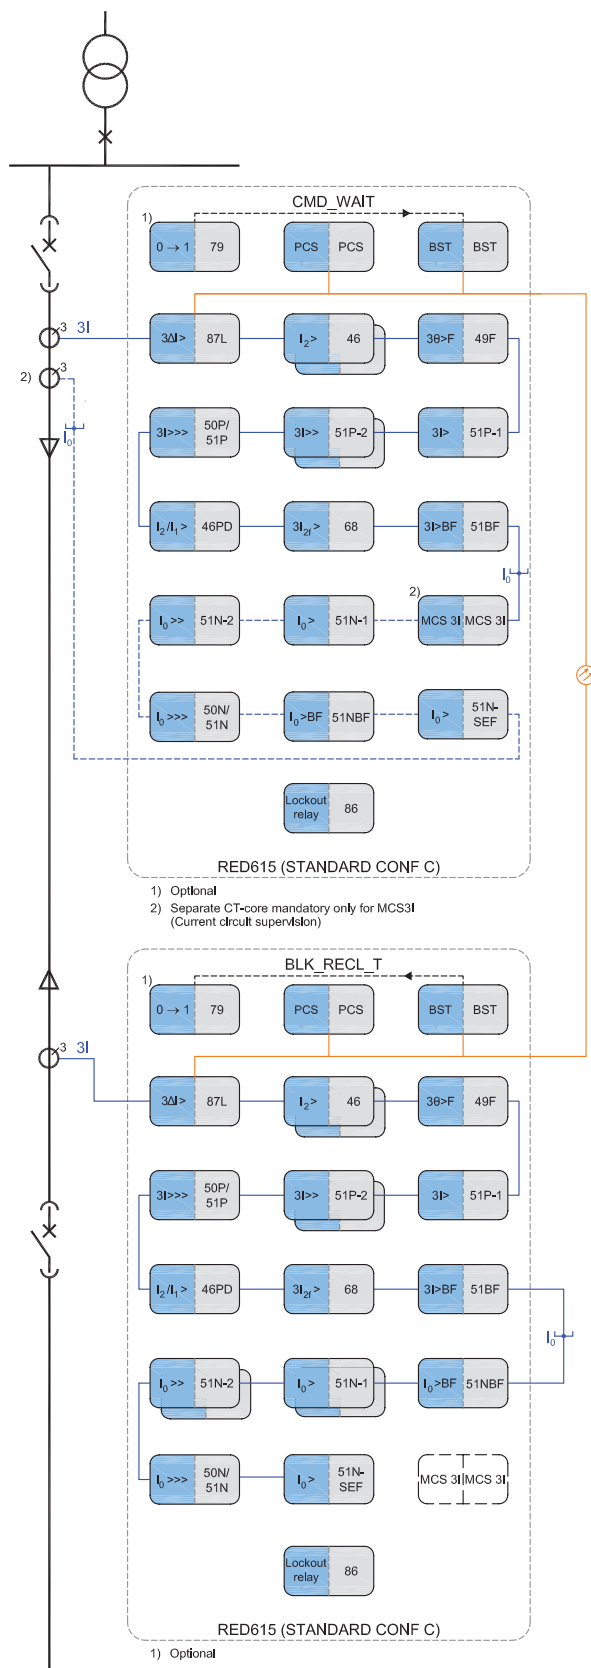 CMD_WAIT
1)
0 → 1 79
PCS PCS
BST BST
3
3I
3ΔI> 87L
I2> 46
3θ>F 49F
3
2)
I0
3I>>> 50P/
51P
3I>> 51P-2
3I> 51P-1
I2/I1> 46PD
3I2f> 68
3I>BF 51BF
I0
2)
I0>> 51N-2
I0> 51N-1
MCS 3I MCS 3I
I0>>> 50N/
51N
I0>BF 51NBF
I0> 51N-
SEF
Lockout
relay 86
RED615 (STANDARD CONF C)
1) Optional
2) Separate CT-core mandatory only for MCS3I
(Current circuit supervision)
BLK_RECL_T
1)
0 → 1 79
PCS PCS
BST BST
3
3I
3ΔI> 87L
I2> 46
3θ>F 49F
3I>>> 50P/
51P
3I>> 51P-2
3I> 51P-1
I2/I1> 46PD
3I2f> 68
3I>BF 51BF
I0
I0>> 51N-2
I0> 51N-1
I0>BF 51NBF
I0>>> 50N/
51N
I0> 51N-
SEF
MCS 3I MCS 3I
Lockout
relay 86
RED615 (STANDARD CONF C)
1) Optional